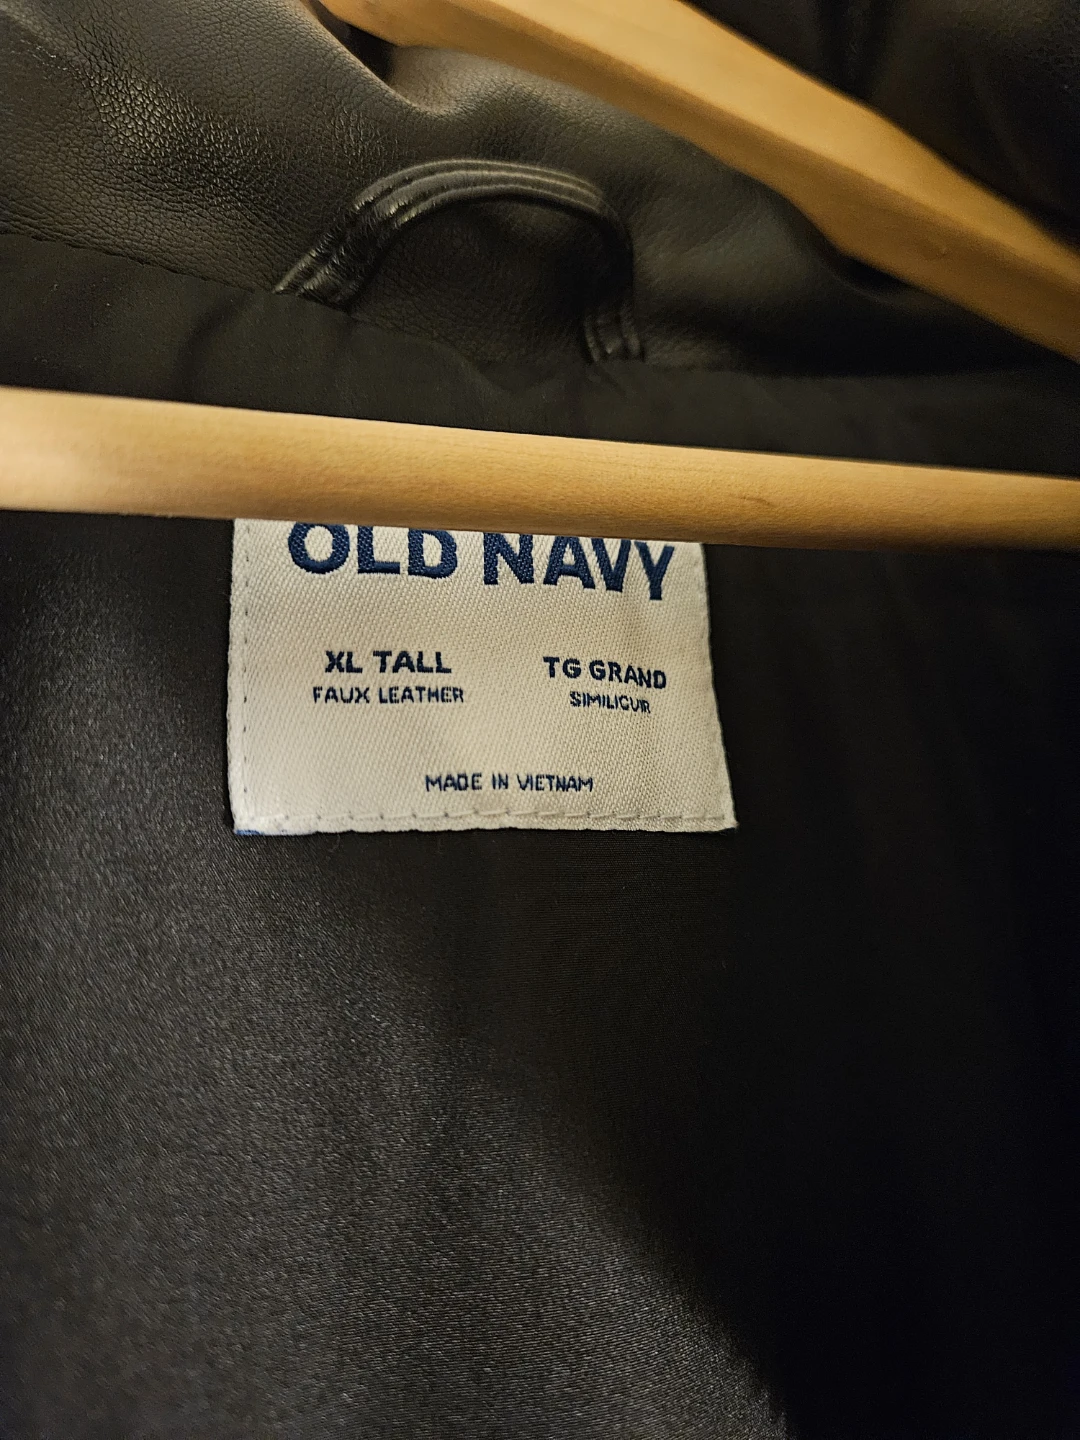 OLD NAVY
XL TALL
FAUX LEATHER
TG GRAND
SIMILICUIR
MADE IN VIETNAM